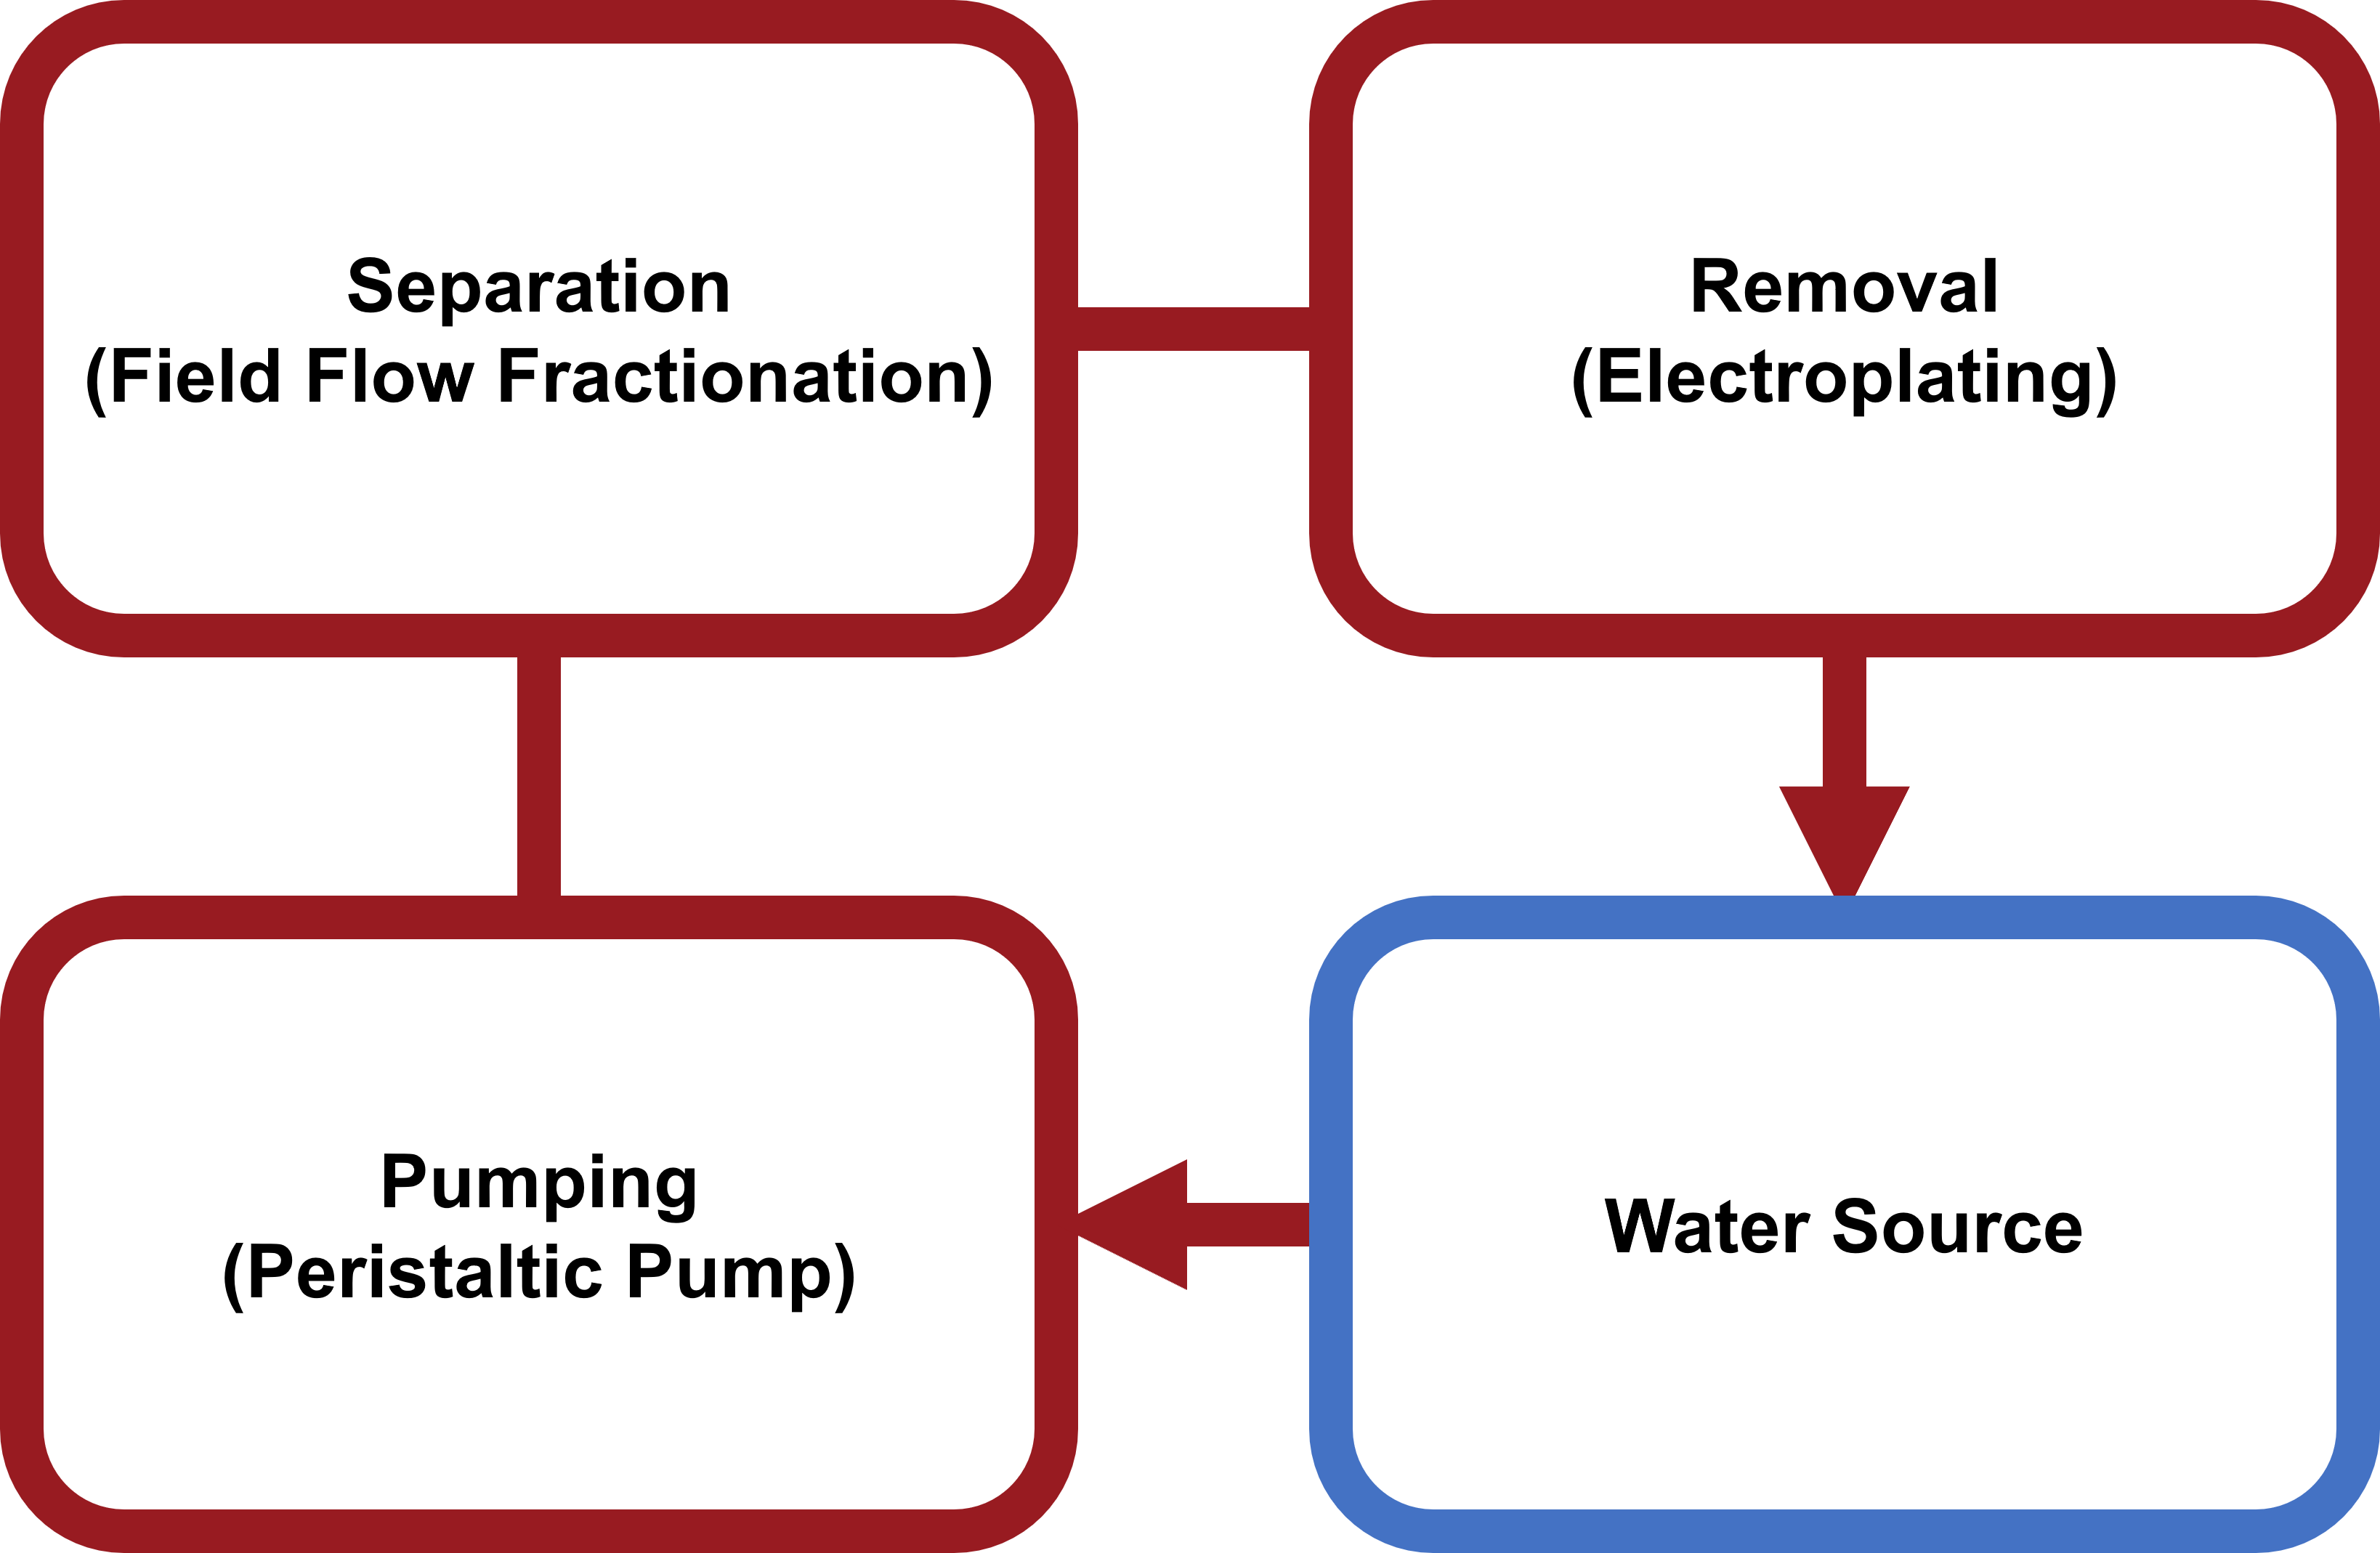 Separation
(Field Flow Fractionation)
Removal
(Electroplating)
Pumping
(Peristaltic Pump)
Water Source